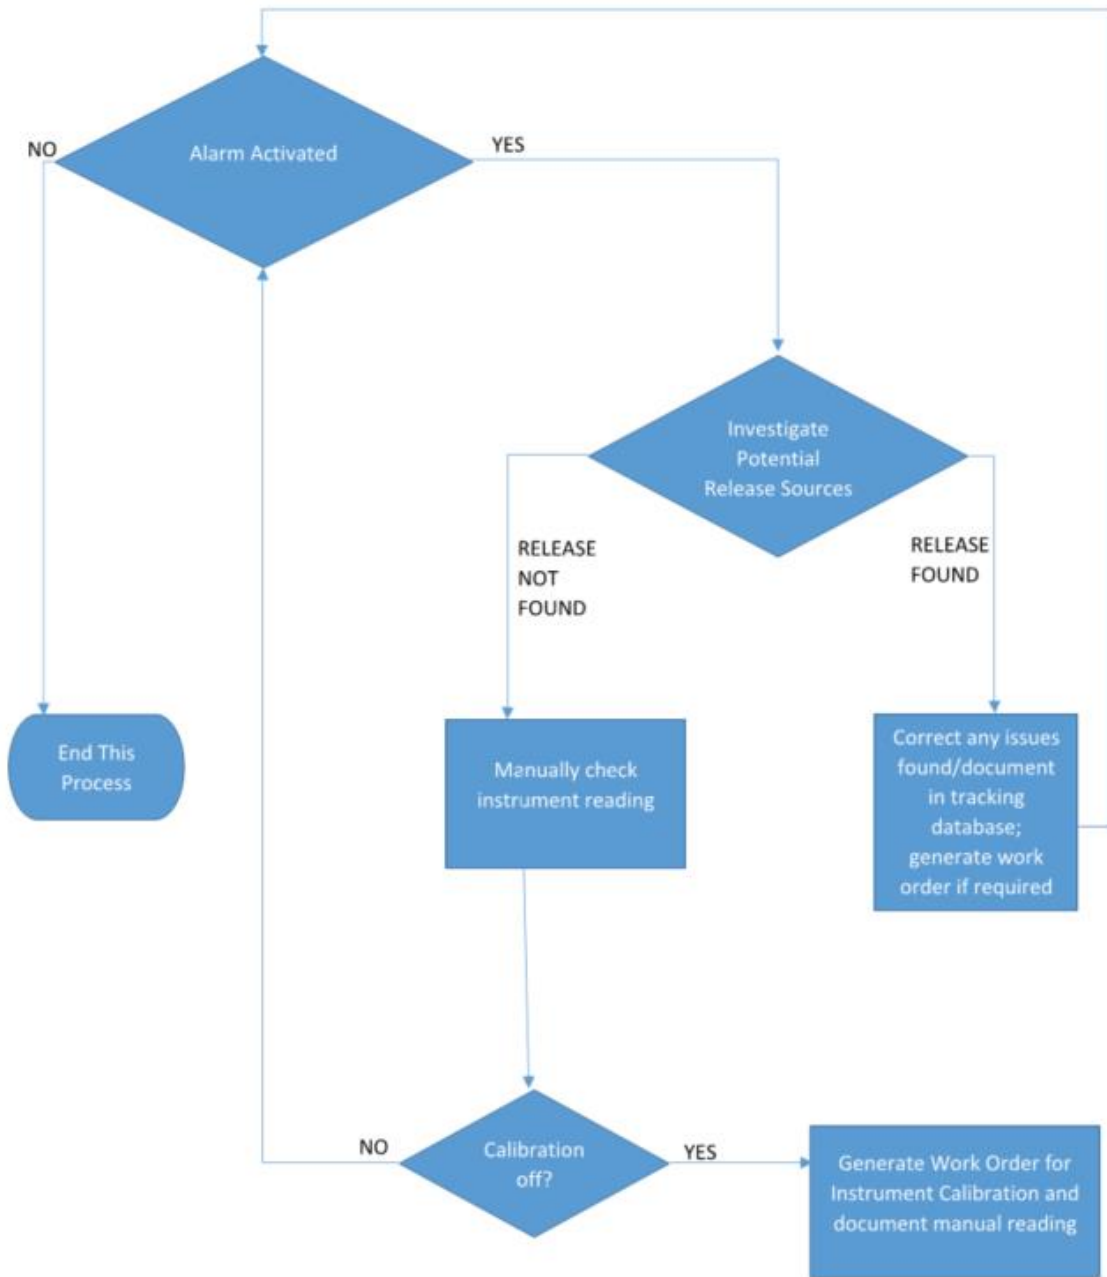 NO
Alarm Activated
YES
Investigate
Potential
Release Sources
RELEASE
NOT
FOUND
RELEASE
FOUND
End This
Process
Manually check
instrument reading
Correct any issues
found/document
in tracking
database;
generate work
order if required
NO
Calibration
off?
YES
Generate Work Order for
Instrument Calibration and
document manual reading